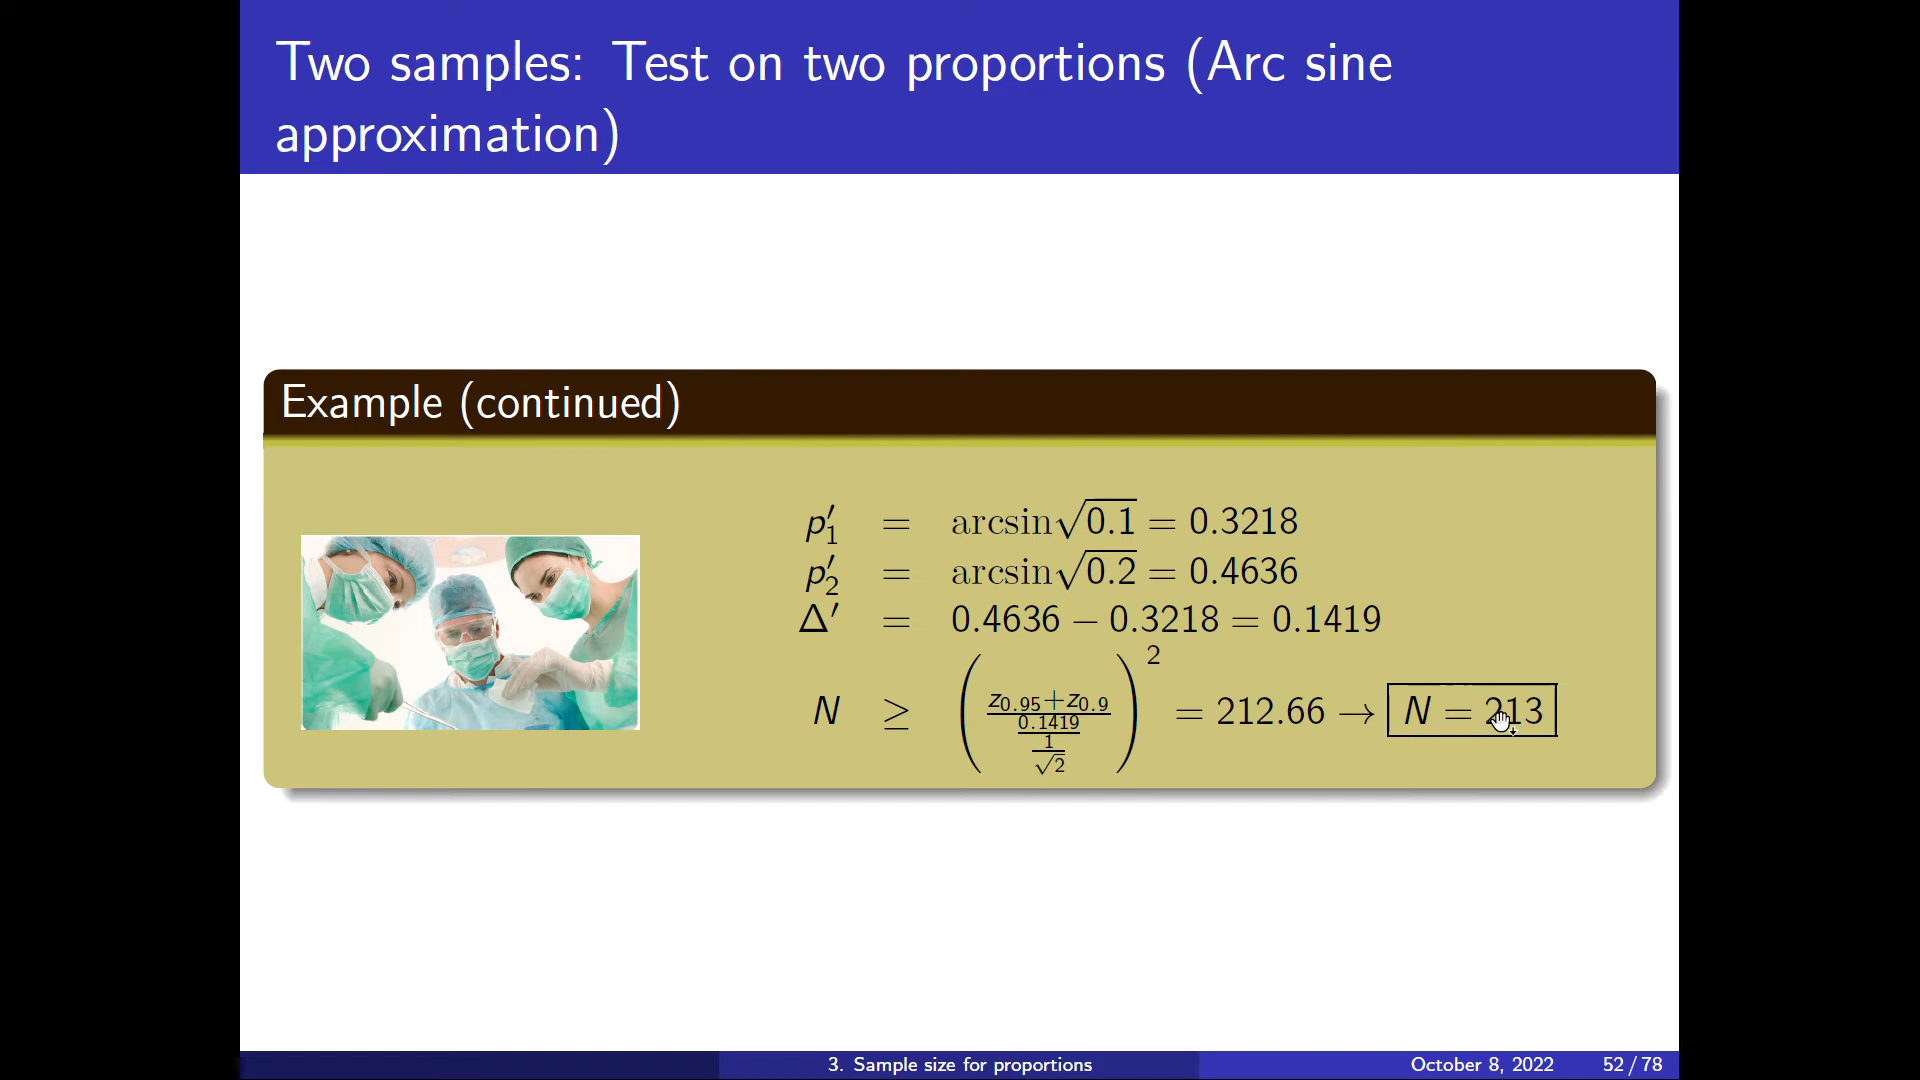 Two samples: Test on two proportions (Arc sine
approximation)
Example (continued)
p′₁ = arcsin√0.1 = 0.3218
p′₂ = arcsin√0.2 = 0.4636
Δ′ = 0.4636 − 0.3218 = 0.1419
N ≥ ((z₀.₉₅+z₀.₉)/(0.1419/(1/√2)))² = 212.66 → N = 213
3. Sample size for proportions
October 8, 2022
52 / 78